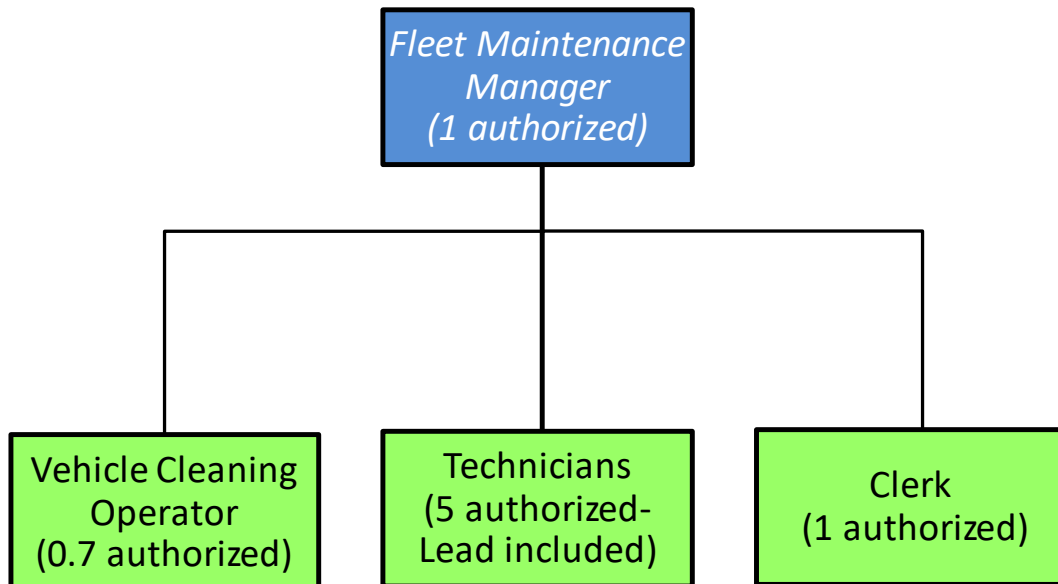 Fleet Maintenance
Manager
(1 authorized)
Vehicle Cleaning
Operator
(0.7 authorized)
Technicians
(5 authorized-
Lead included)
Clerk
(1 authorized)